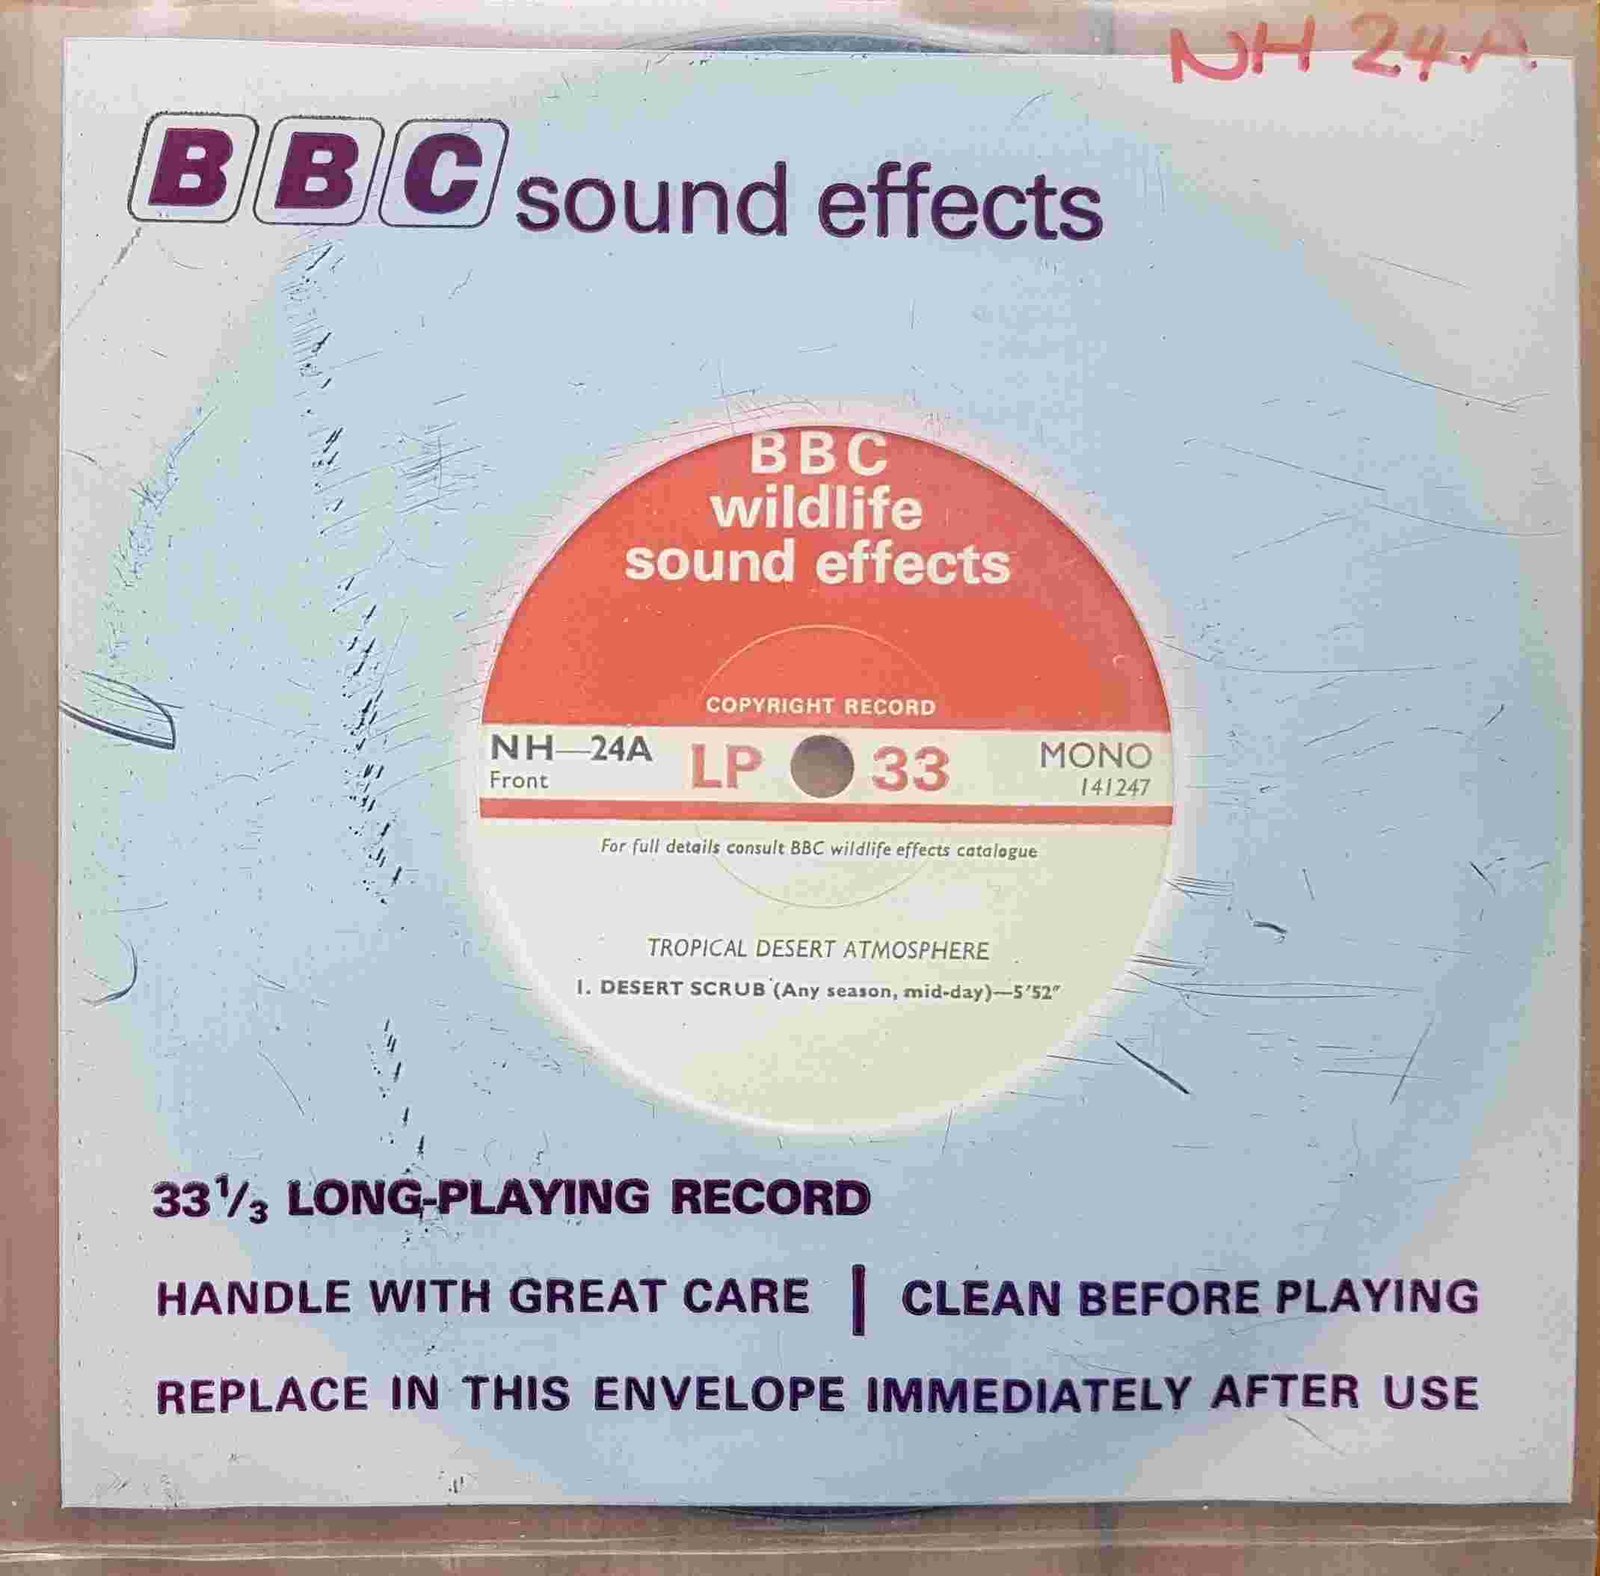 NH 24A
BBC sound effects
BBC
wildlife
sound effects
COPYRIGHT RECORD
NH—24A LP 33 MONO
Front 141247
For full details consult BBC wildlife effects catalogue
TROPICAL DESERT ATMOSPHERE
1. DESERT SCRUB (Any season, mid-day)—5′52″
33 1/3 LONG-PLAYING RECORD
HANDLE WITH GREAT CARE | CLEAN BEFORE PLAYING
REPLACE IN THIS ENVELOPE IMMEDIATELY AFTER USE